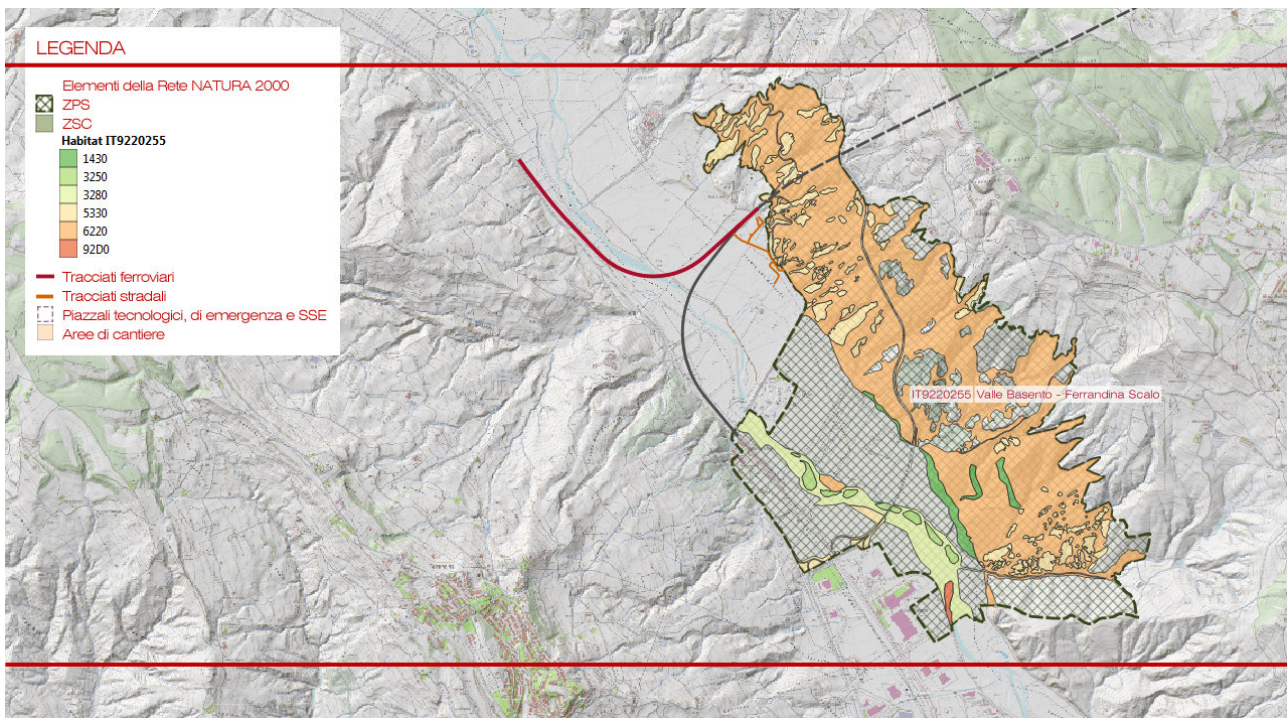 LEGENDA
Elementi della Rete NATURA 2000
ZPS
ZSC
Habitat IT9220255
1430
3250
3280
5330
6220
92D0
Tracciati ferroviari
Tracciati stradali
Piazzali tecnologici, di emergenza e SSE
Aree di cantiere
IT9220255 Valle Basento - Ferrandina Scalo